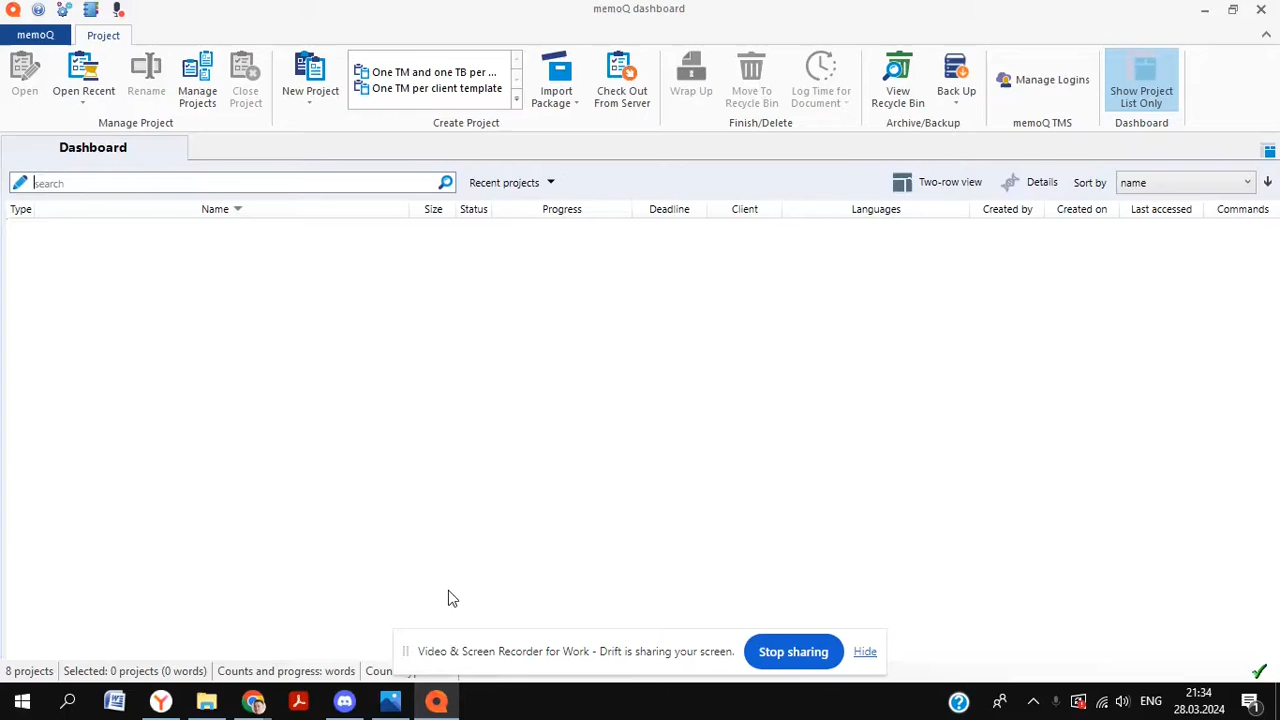 memoQ dashboard
memoQ
Project
Open
Open Recent
Rename
Manage Projects
Close Project
Manage Project
New Project
One TM and one TB per ...
One TM per client template
Create Project
Import Package
Check Out From Server
Wrap Up
Move To Recycle Bin
Log Time for Document
Finish/Delete
View Recycle Bin
Back Up
Archive/Backup
Manage Logins
memoQ TMS
Show Project List Only
Dashboard
Dashboard
search
Recent projects
Two-row view
Details
Sort by
name
Type
Name
Size
Status
Progress
Deadline
Client
Languages
Created by
Created on
Last accessed
Commands
Video & Screen Recorder for Work - Drift is sharing your screen.
Stop sharing
Hide
8 projects
Selected: 0 projects (0 words)
Counts and progress: words
ENG
21:34
28.03.2024